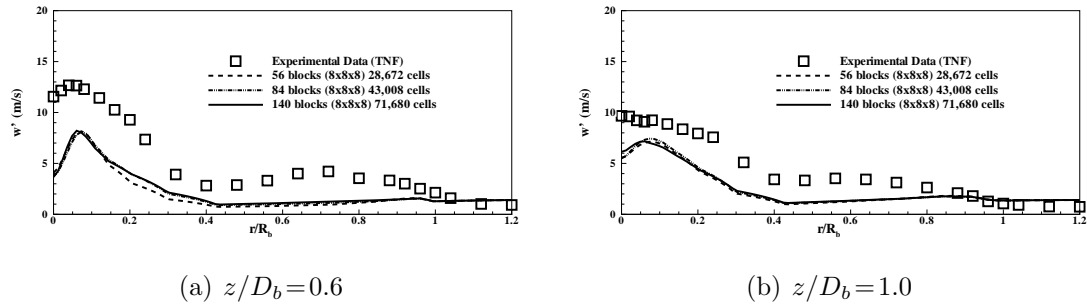 20
15
10
5
0
w' (m/s)
Experimental Data (TNF)
56 blocks (8x8x8) 28,672 cells
84 blocks (8x8x8) 43,008 cells
140 blocks (8x8x8) 71,680 cells
0 0.2 0.4 0.6 0.8 1 1.2
r/R_b
(a) z/D_b=0.6
20
15
10
5
0
w' (m/s)
Experimental Data (TNF)
56 blocks (8x8x8) 28,672 cells
84 blocks (8x8x8) 43,008 cells
140 blocks (8x8x8) 71,680 cells
0 0.2 0.4 0.6 0.8 1 1.2
r/R_b
(b) z/D_b=1.0